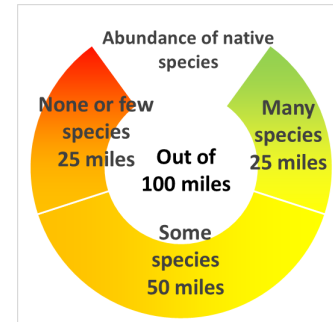 Abundance of native
species
None or few
species
25 miles
Many
species
25 miles
Out of
100 miles
Some
species
50 miles